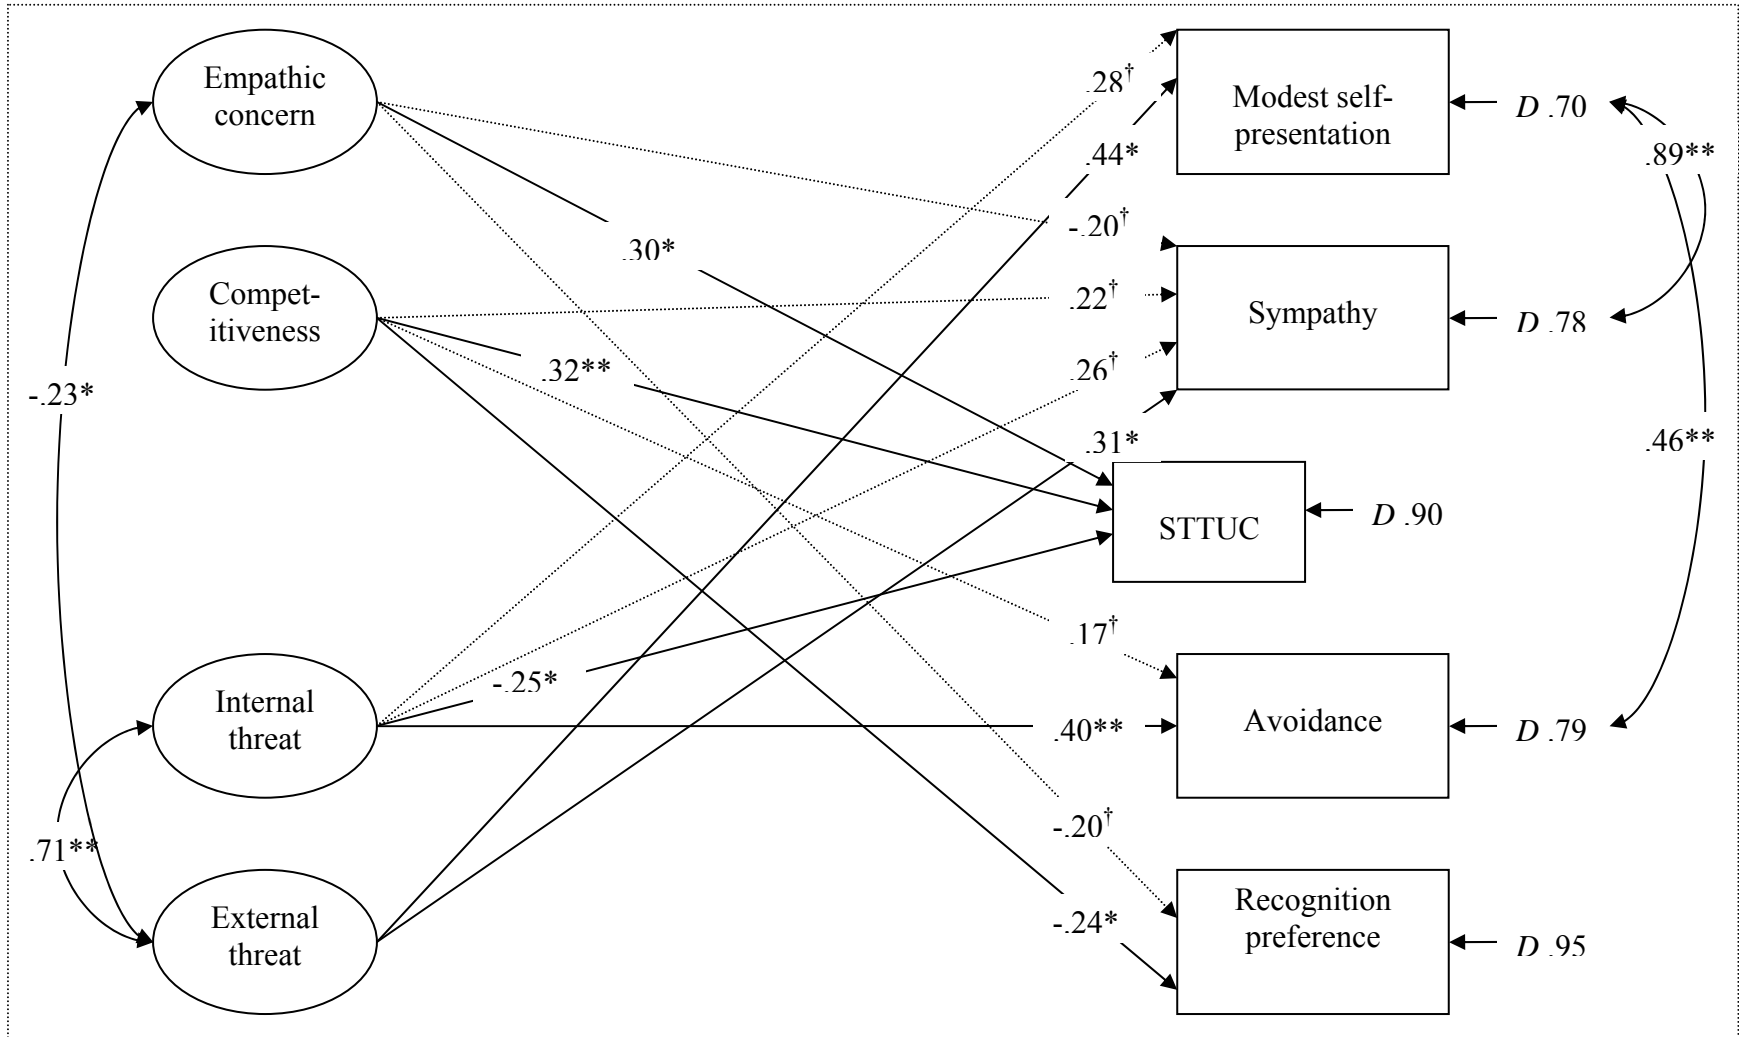 Empathic
concern
Compet-
itiveness
Internal
threat
External
threat
-.23*
.71**
.28†
.44*
-.20†
.30*
.22†
.32**
.26†
.31*
.17†
-.25*
.40**
-.20†
-.24*
Modest self-
presentation
Sympathy
STTUC
Avoidance
Recognition
preference
D .70
D .78
D .90
D .79
D .95
.89**
.46**